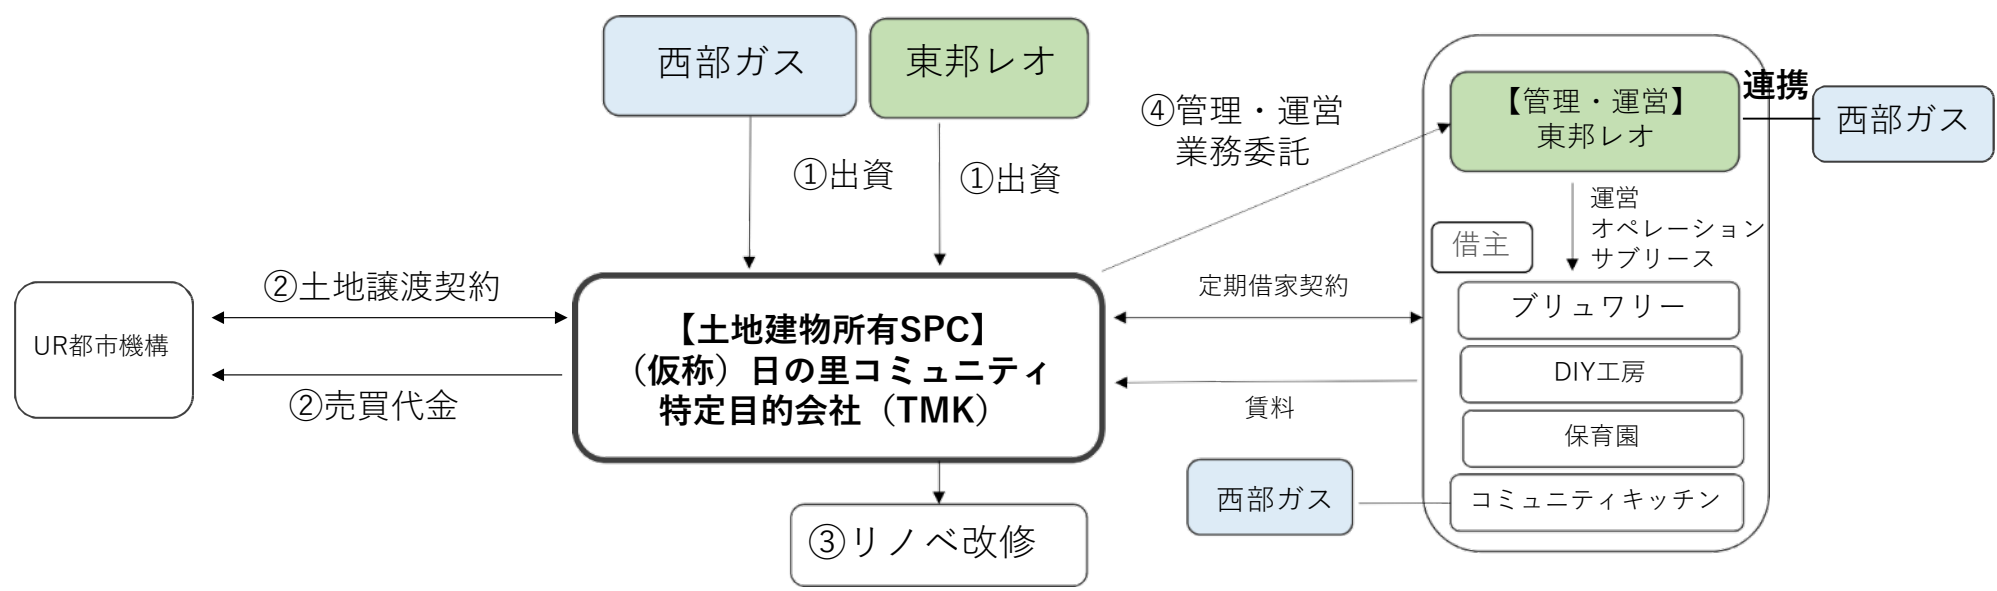 西部ガス
東邦レオ
①出資
①出資
④管理・運営
業務委託
【管理・運営】
東邦レオ
連携
西部ガス
運営
オペレーション
サブリース
借主
UR都市機構
②土地譲渡契約
②売買代金
【土地建物所有SPC】
（仮称）日の里コミュニティ
特定目的会社（TMK）
定期借家契約
賃料
ブリュワリー
DIY工房
保育園
コミュニティキッチン
西部ガス
③リノベ改修